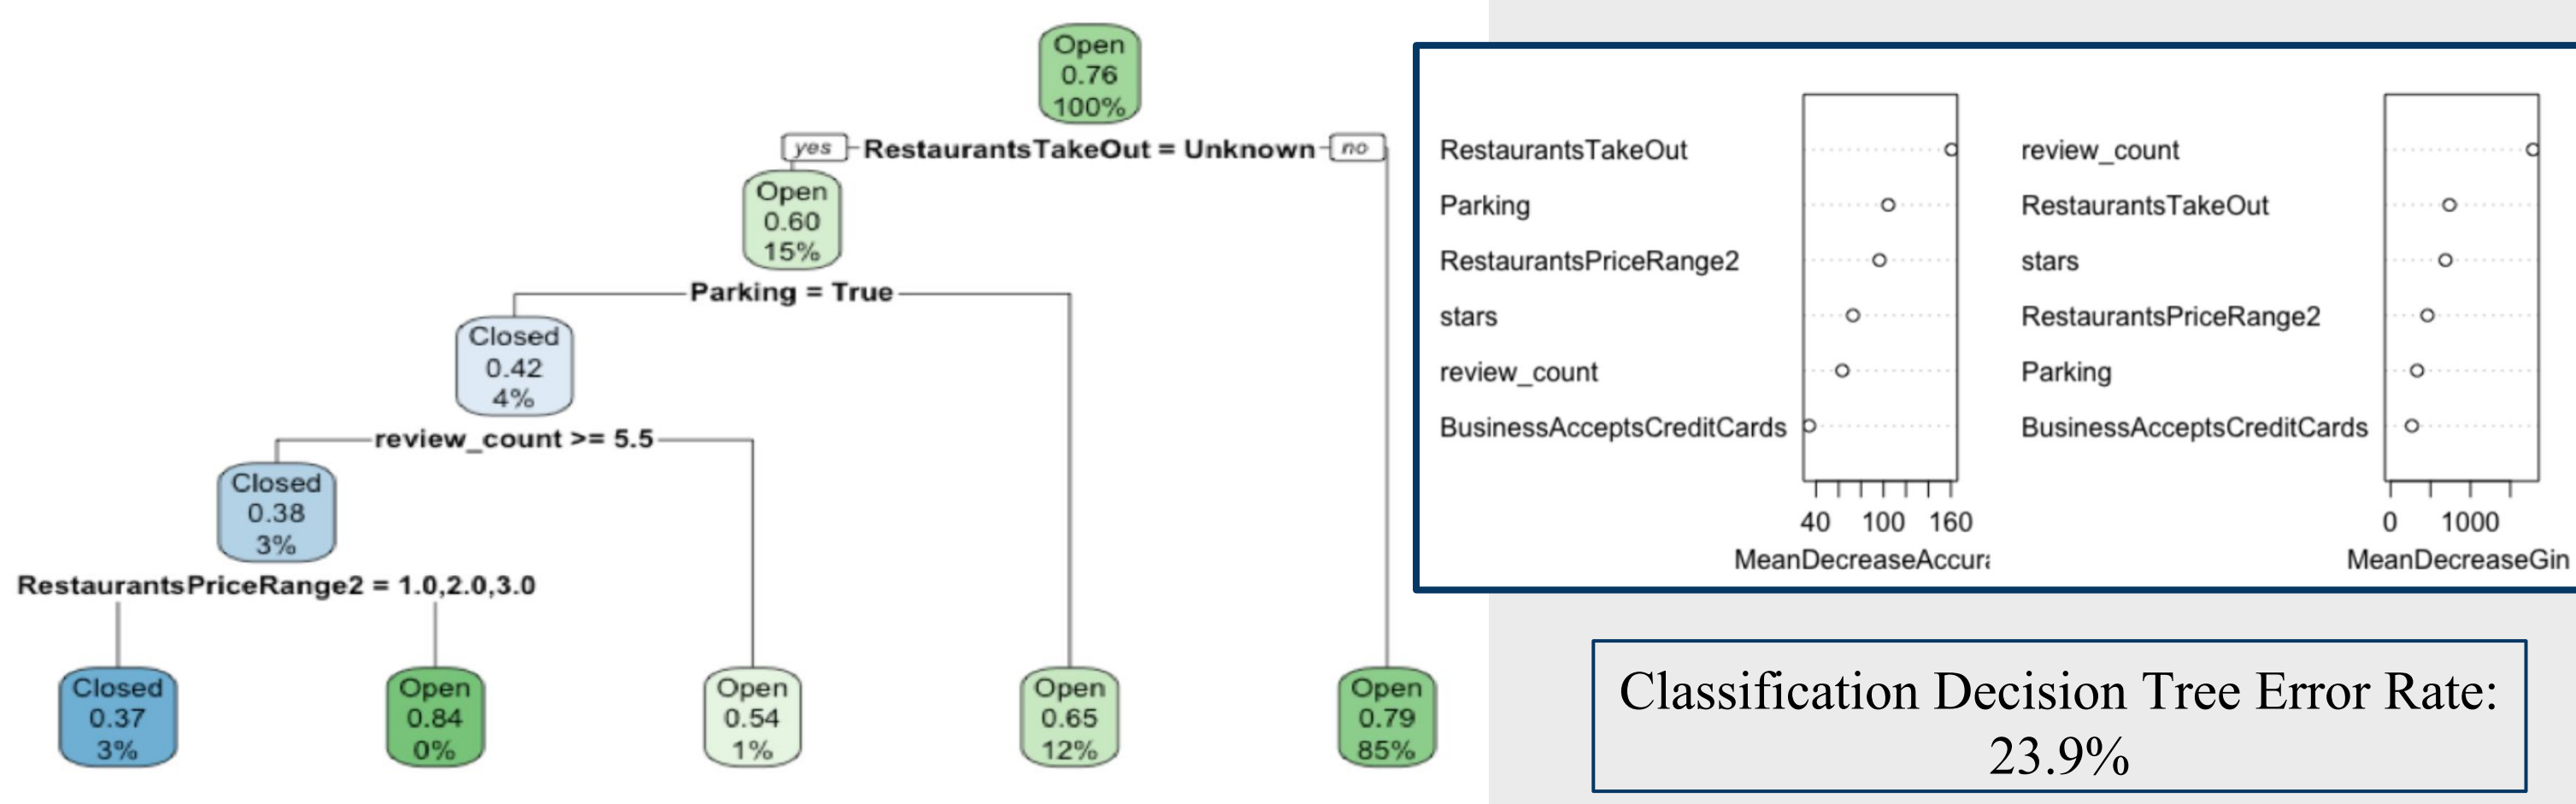 Open
0.76
100%
yes RestaurantsTakeOut = Unknown no
Open
0.60
15%
Parking = True
Closed
0.42
4%
review_count >= 5.5
Closed
0.38
3%
RestaurantsPriceRange2 = 1.0,2.0,3.0
Closed
0.37
3%
Open
0.84
0%
Open
0.54
1%
Open
0.65
12%
Open
0.79
85%
RestaurantsTakeOut
Parking
RestaurantsPriceRange2
stars
review_count
BusinessAcceptsCreditCards
40 100 160
MeanDecreaseAccura
review_count
RestaurantsTakeOut
stars
RestaurantsPriceRange2
Parking
BusinessAcceptsCreditCards
0 1000
MeanDecreaseGin
Classification Decision Tree Error Rate:
23.9%